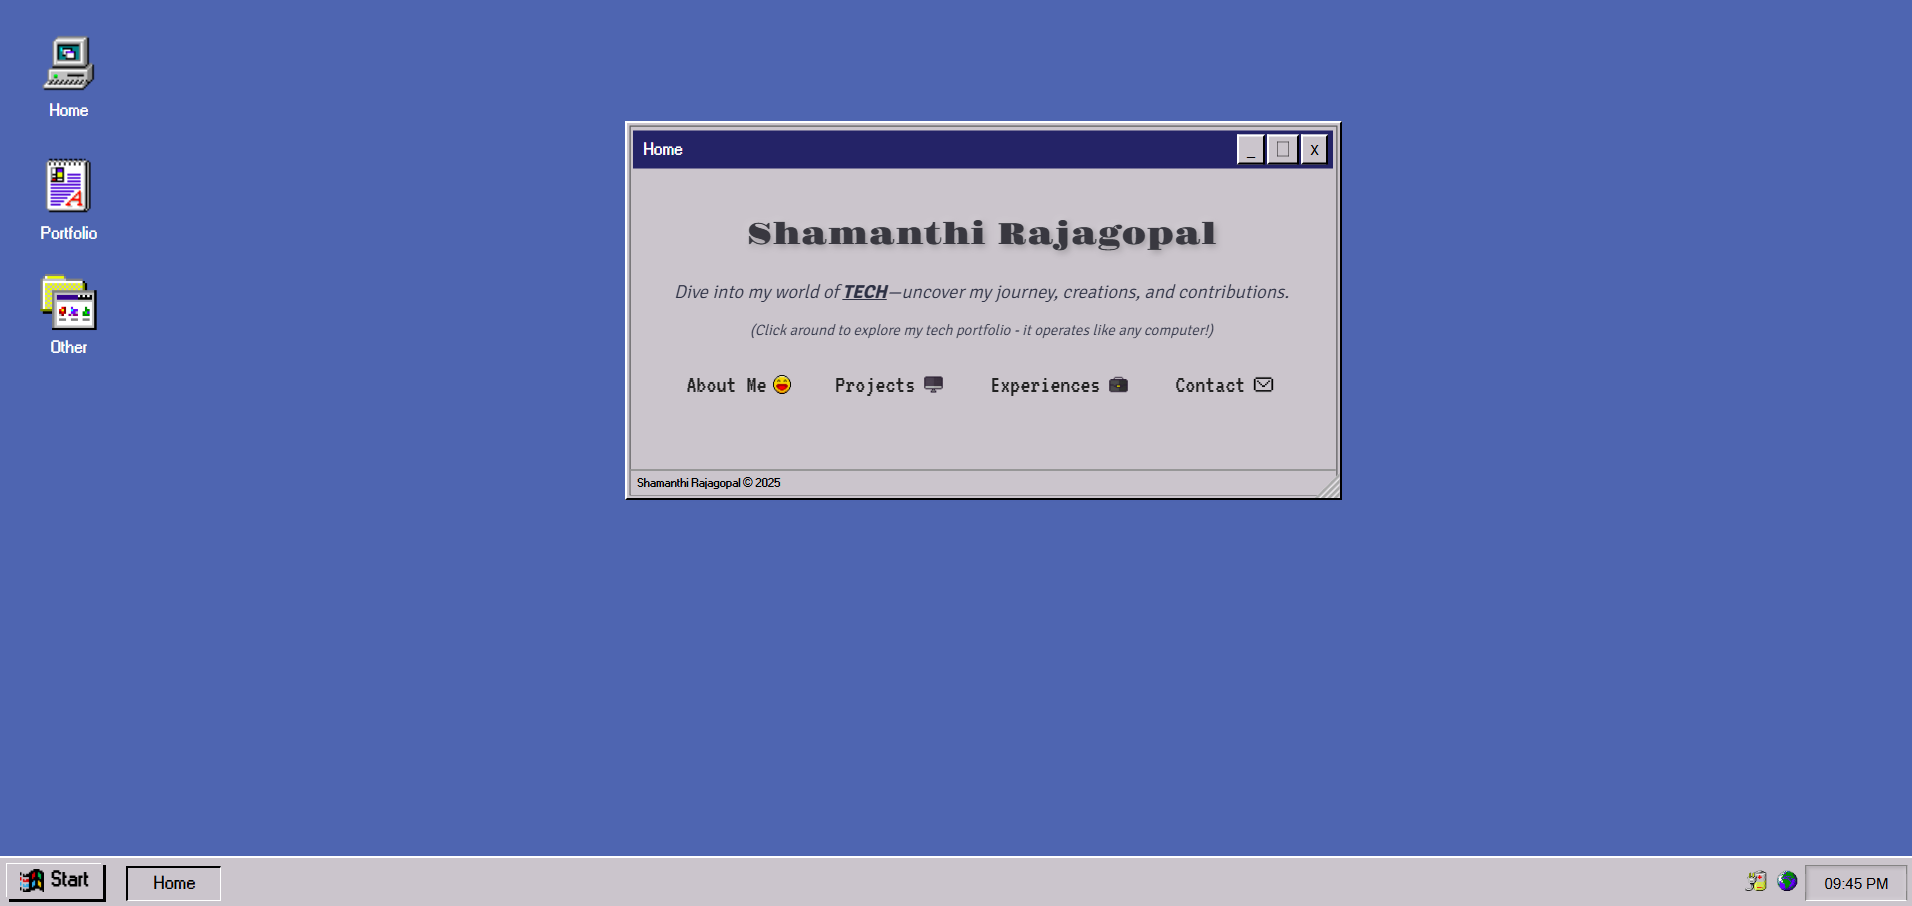 Home
Portfolio
Other
Home
_ X
Shamanthi Rajagopal
Dive into my world of TECH—uncover my journey, creations, and contributions.
(Click around to explore my tech portfolio - it operates like any computer!)
About Me 😄 Projects 🖥️ Experiences 💼 Contact ✉
Shamanthi Rajagopal © 2025
Start Home 09:45 PM